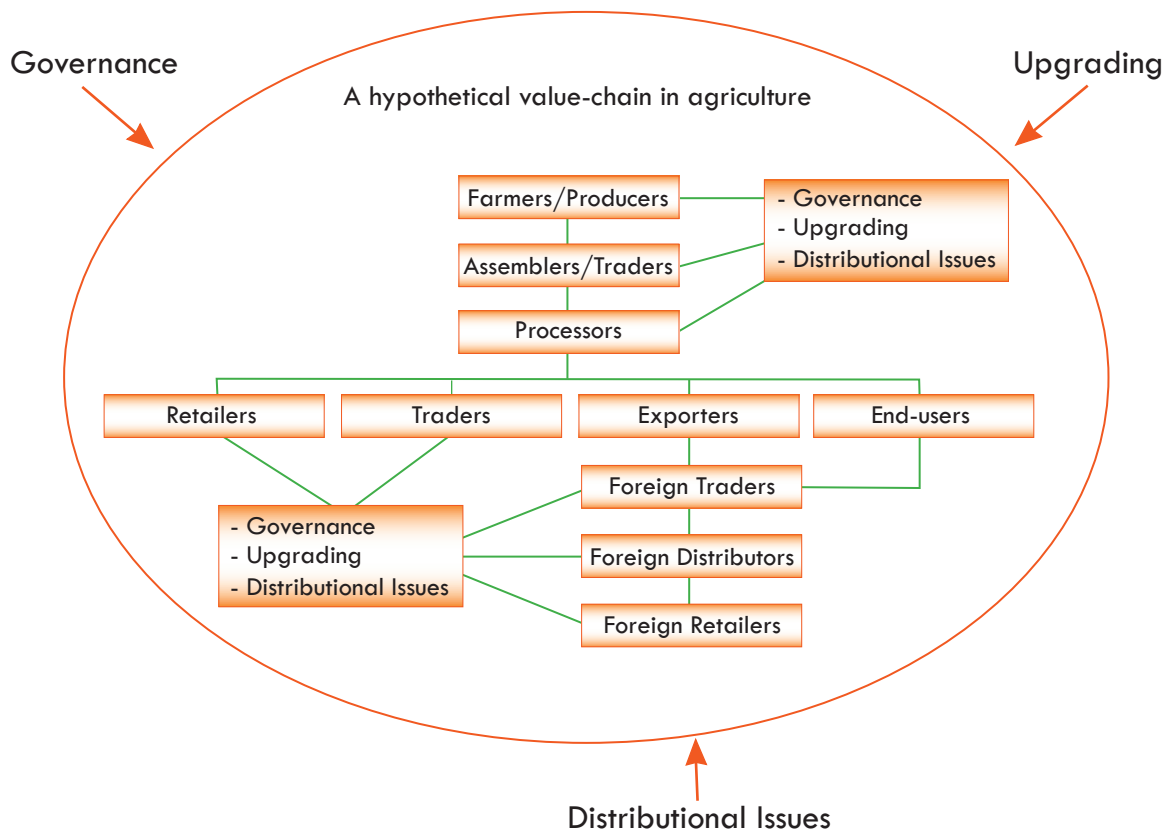 Governance
Upgrading
A hypothetical value-chain in agriculture
Farmers/Producers
- Governance
- Upgrading
- Distributional Issues
Assemblers/Traders
Processors
Retailers
Traders
Exporters
End-users
Foreign Traders
- Governance
- Upgrading
- Distributional Issues
Foreign Distributors
Foreign Retailers
Distributional Issues